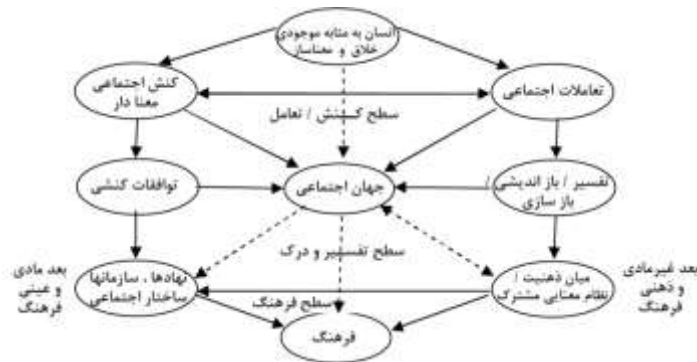 انسان به مثابه موجودی
خلاق و معناساز
کنش اجتماعی
معنا دار
تعاملات اجتماعی
سطح کنش / تعامل
توافقات کنشی
جهان اجتماعی
تفسیر / باز اندیشی /
باز سازی
سطح تفسیر و درک
بعد مادی
و عینی
فرهنگ
نهادها ، سازمانها
ساختار اجتماعی
میان ذهنیت /
نظام معنایی مشترک
بعد غیرمادی
و ذهنی
فرهنگ
سطح فرهنگ
فرهنگ